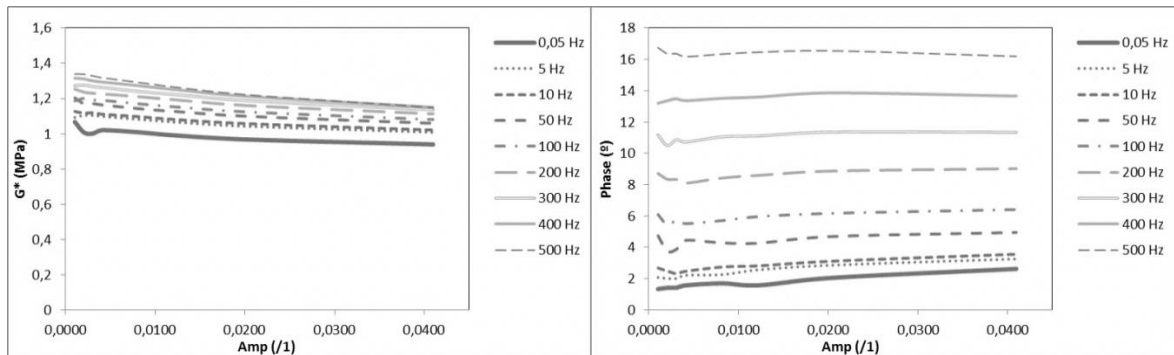 1,6
1,4
1,2
1
0,8
0,6
0,4
0,2
0
G* (MPa)
0,0000 0,0100 0,0200 0,0300 0,0400
Amp (/1)
0,05 Hz
5 Hz
10 Hz
50 Hz
100 Hz
200 Hz
300 Hz
400 Hz
500 Hz
18
16
14
12
10
8
6
4
2
0
Phase (º)
0,0000 0,0100 0,0200 0,0300 0,0400
Amp (/1)
0,05 Hz
5 Hz
10 Hz
50 Hz
100 Hz
200 Hz
300 Hz
400 Hz
500 Hz